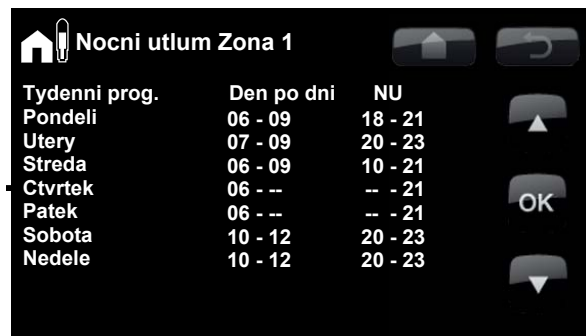 Nocni utlum Zona 1
Tydenni prog. Den po dni NU
Pondeli 06 - 09 18 - 21
Utery 07 - 09 20 - 23
Streda 06 - 09 10 - 21
Ctvrtek 06 - -- -- - 21
Patek 06 - -- -- - 21
Sobota 10 - 12 20 - 23
Nedele 10 - 12 20 - 23
OK